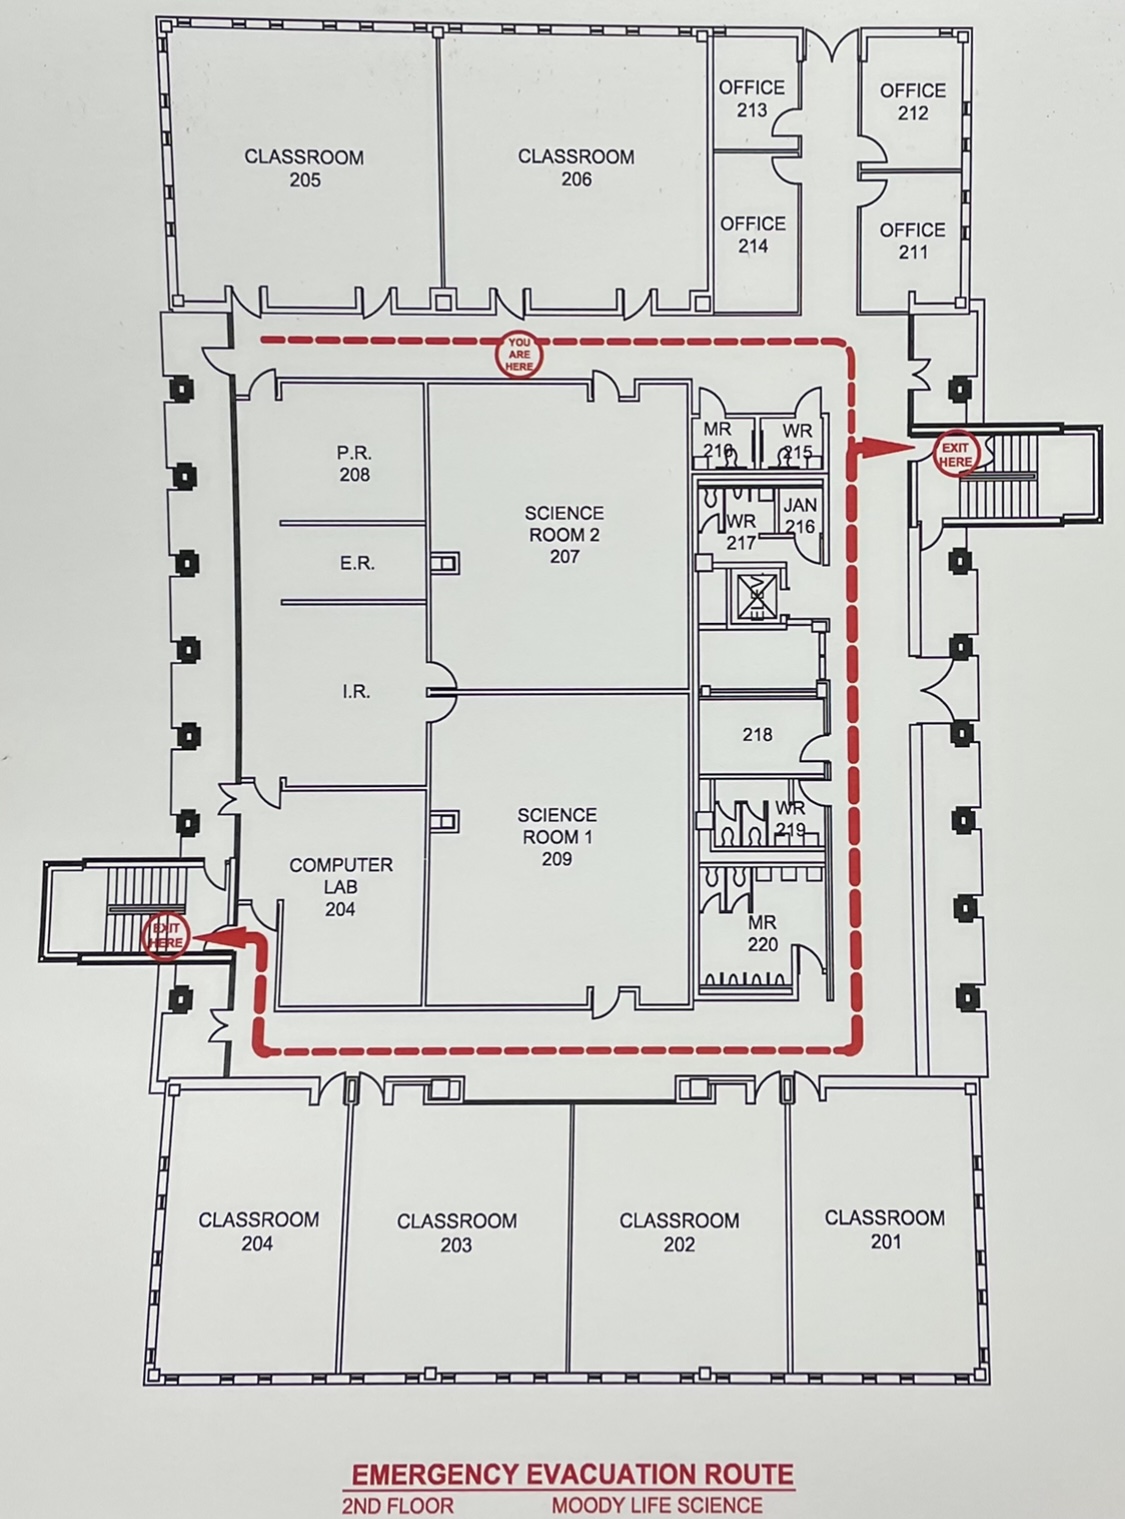 CLASSROOM
205
CLASSROOM
206
OFFICE
213
OFFICE
212
OFFICE
214
OFFICE
211
YOU
ARE
HERE
P.R.
208
SCIENCE
ROOM 2
207
MR
210
WR
215
EXIT
HERE
WR
217
JAN
216
E.R.
ELEV
I.R.
218
SCIENCE
ROOM 1
209
WR
219
COMPUTER
LAB
204
MR
220
EXIT
HERE
CLASSROOM
204
CLASSROOM
203
CLASSROOM
202
CLASSROOM
201
EMERGENCY EVACUATION ROUTE
2ND FLOOR MOODY LIFE SCIENCE